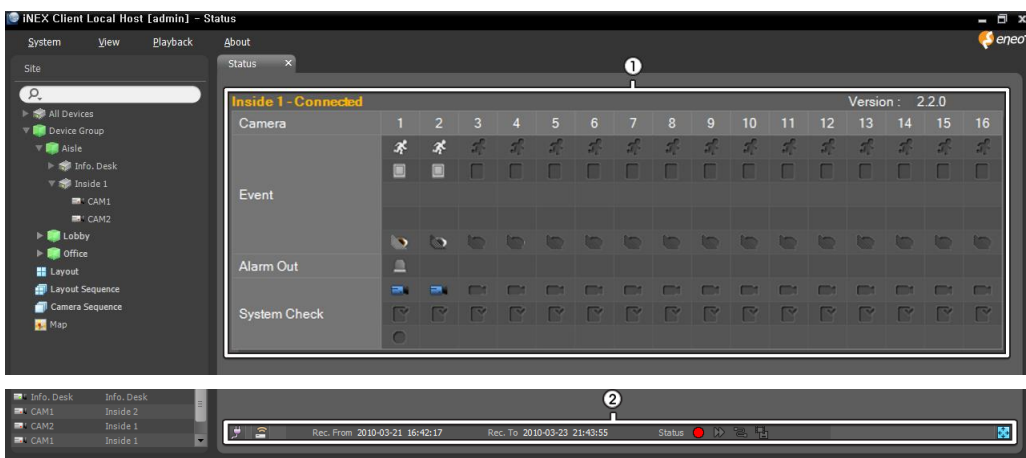 iNEX Client Local Host [admin] – Status
System View Playback About
eneo
Site
Status ×
1
All Devices
Device Group
Aisle
Info. Desk
Inside 1
CAM1
CAM2
Lobby
Office
Layout
Layout Sequence
Camera Sequence
Map
Inside 1 - Connected Version : 2.2.0
Camera 1 2 3 4 5 6 7 8 9 10 11 12 13 14 15 16
Event
Alarm Out
System Check
2
Info. Desk Info. Desk
CAM1 Inside 2
CAM2 Inside 1
CAM1 Inside 1
Rec. From 2010-03-21 16:42:17 Rec. To 2010-03-23 21:43:55 Status